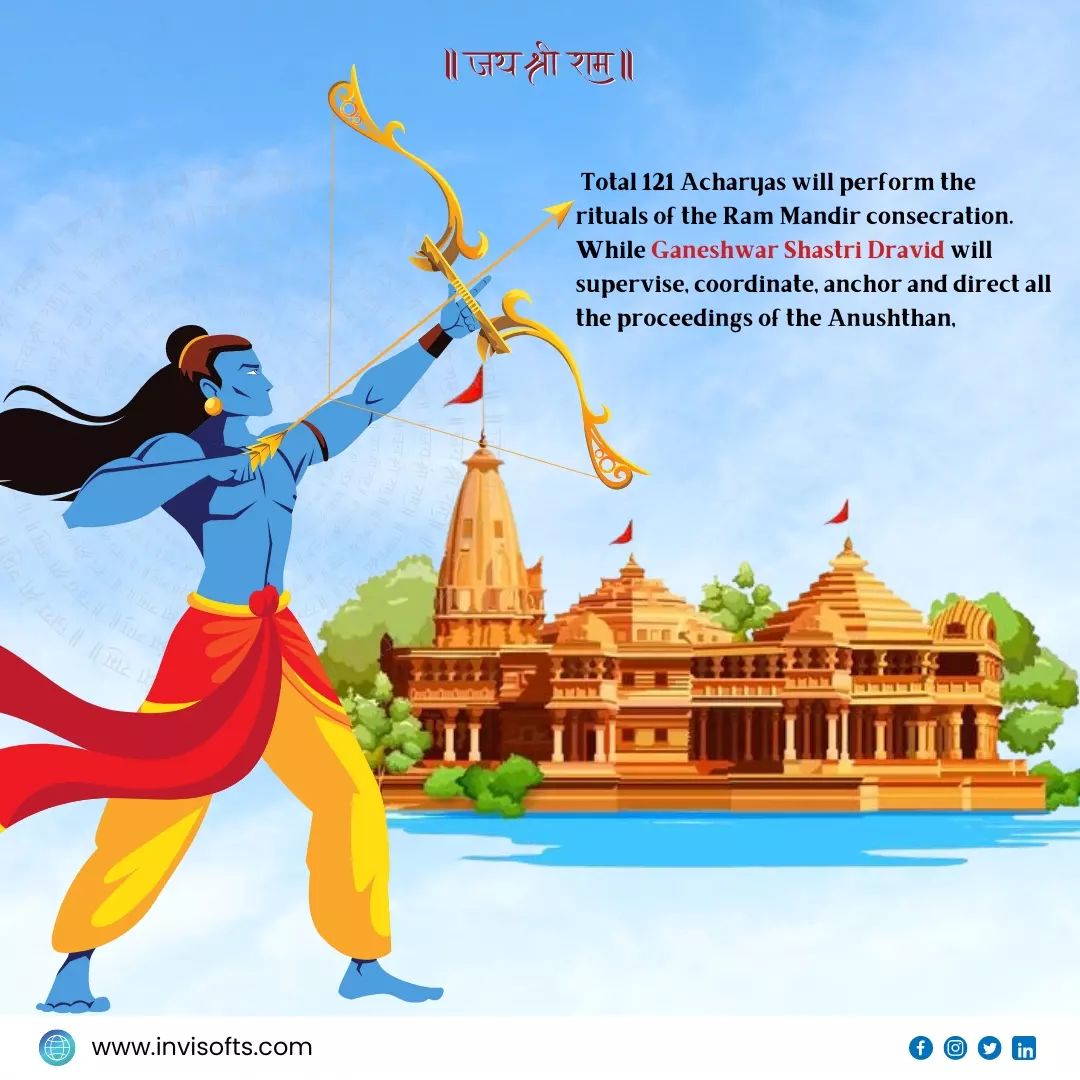 ॥ जय श्री राम ॥
Total 121 Acharyas will perform the
rituals of the Ram Mandir consecration.
While Ganeshwar Shastri Dravid will
supervise, coordinate, anchor and direct all
the proceedings of the Anushthan,
www.invisofts.com